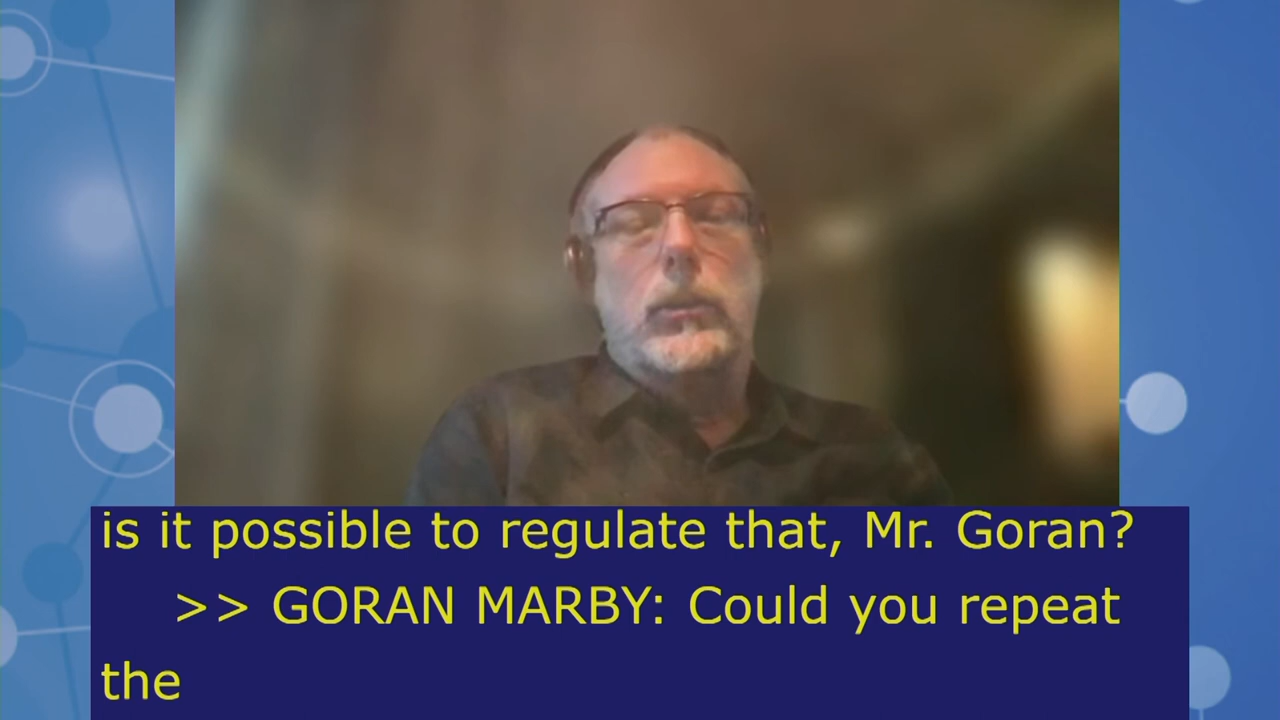 is it possible to regulate that, Mr. Goran?
>> GORAN MARBY: Could you repeat
the